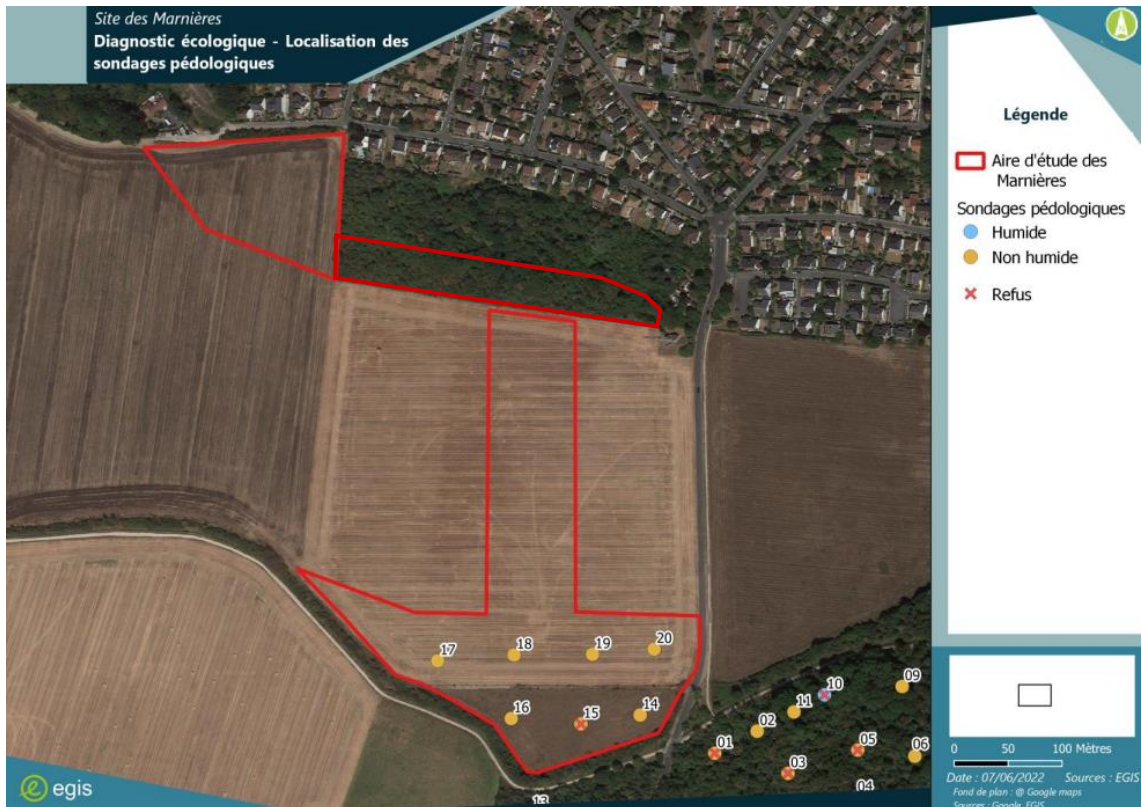 Site des Marnières
Diagnostic écologique - Localisation des
sondages pédologiques
Légende
Aire d'étude des
Marnières
Sondages pédologiques
Humide
Non humide
Refus
17
18
19
20
16
15
14
10
09
11
02
01
05
06
03
04
13
0 50 100 Mètres
Date : 07/06/2022 Sources : EGIS
Fond de plan : @ Google maps
Sources : Google, EGIS
egis